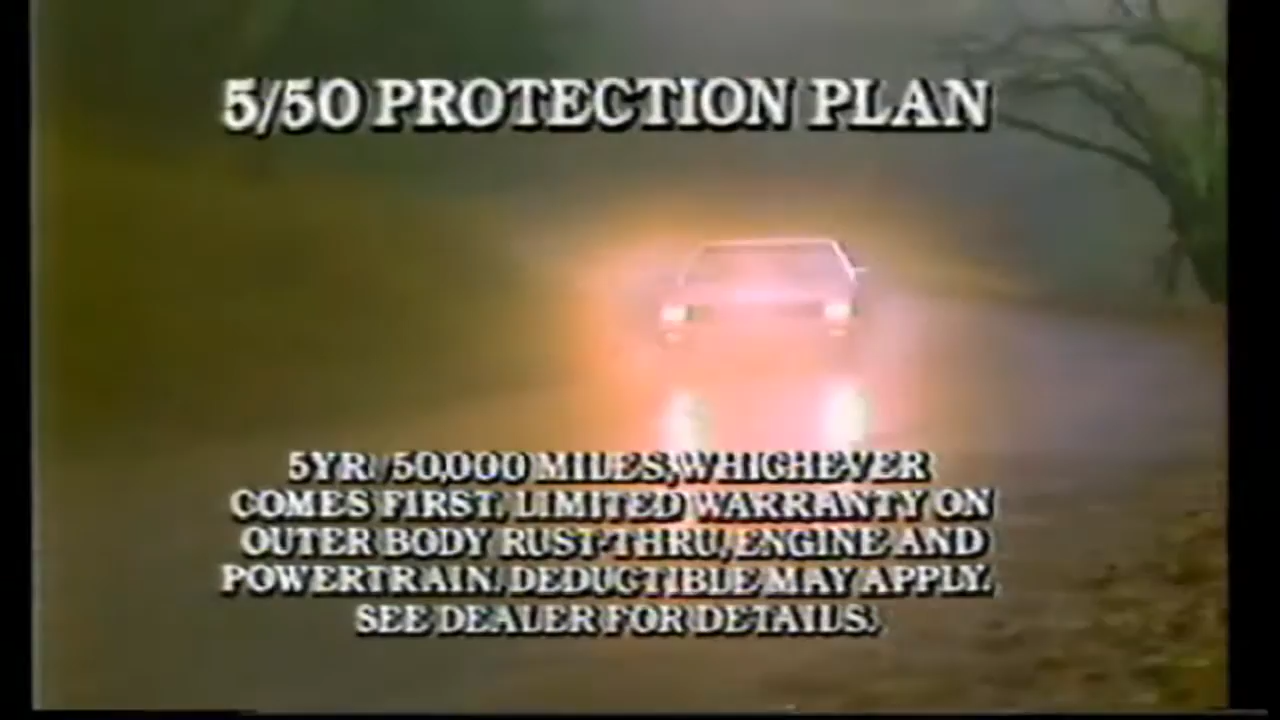 5/50 PROTECTION PLAN
5YR./50,000 MILES, WHICHEVER
COMES FIRST. LIMITED WARRANTY ON
OUTER BODY RUST-THRU, ENGINE AND
POWERTRAIN. DEDUCTIBLE MAY APPLY.
SEE DEALER FOR DETAILS.